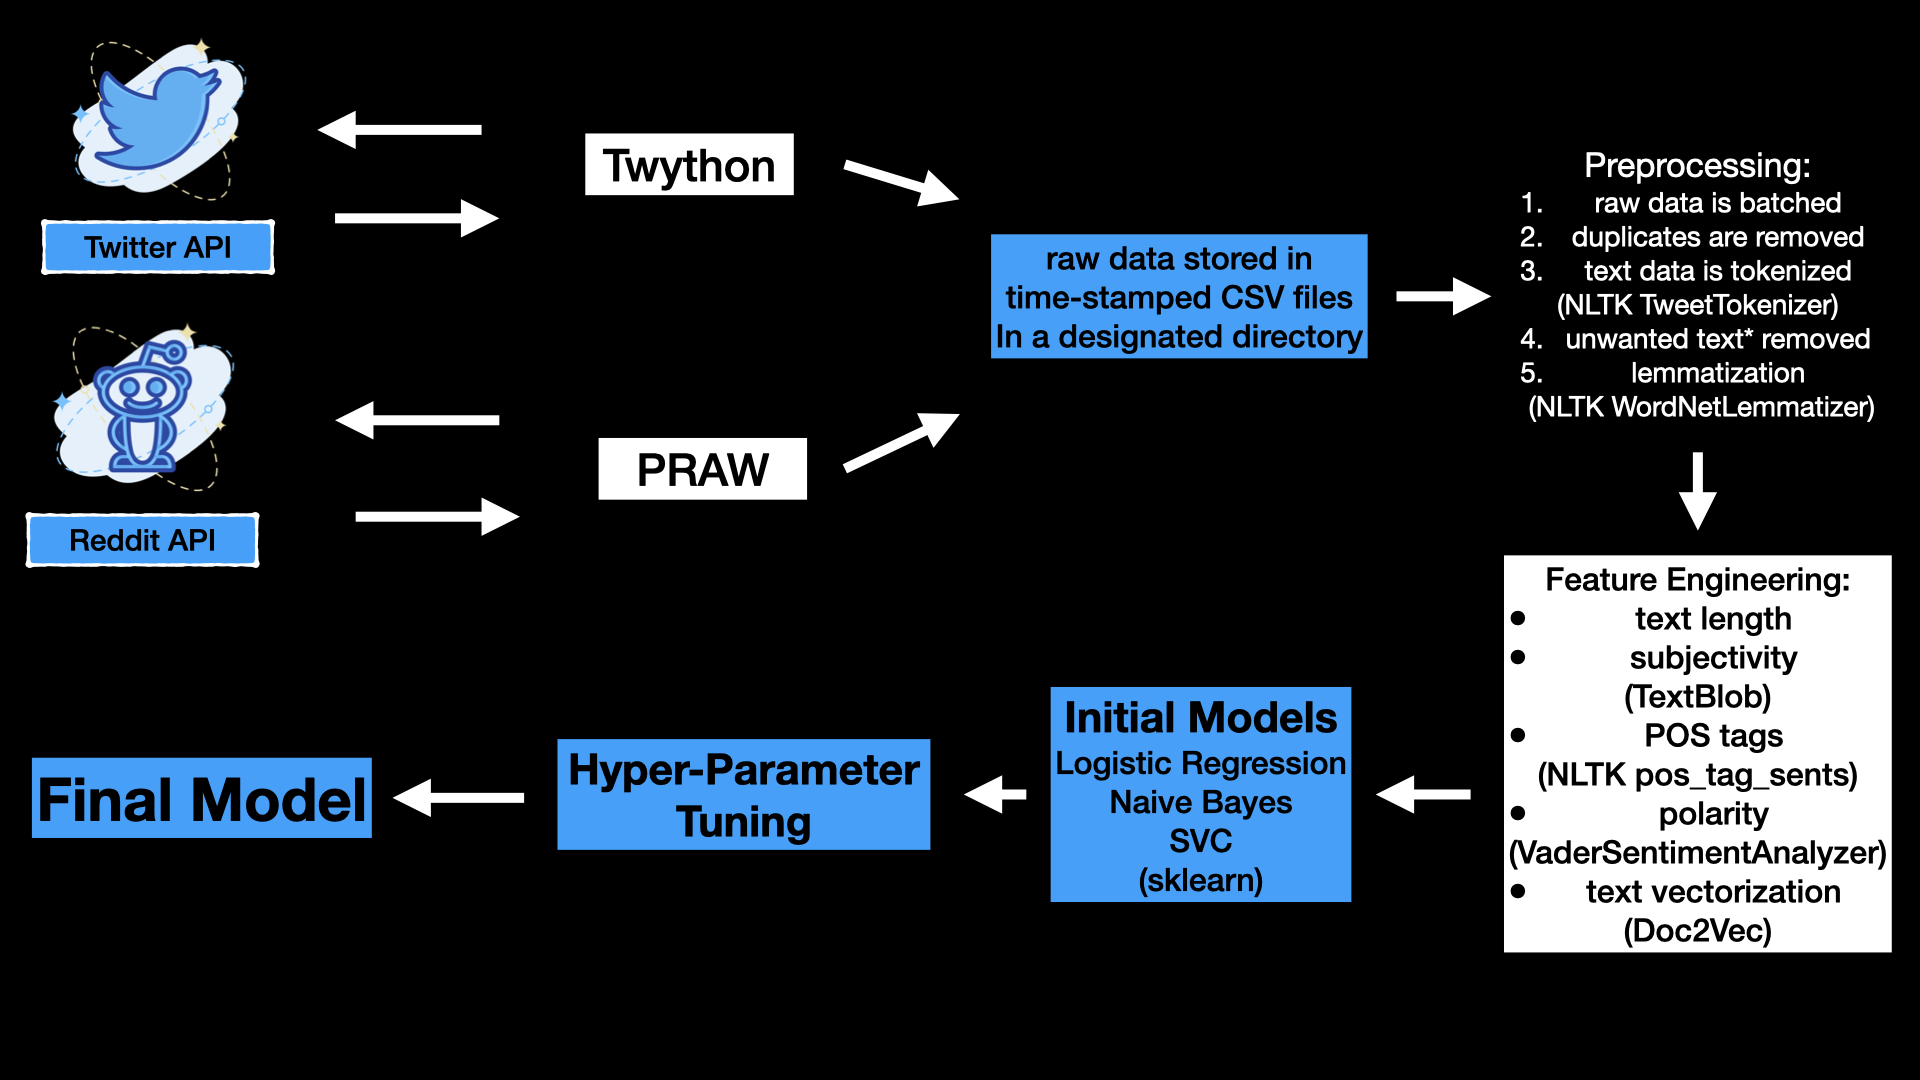 Twitter API
Twython
Reddit API
PRAW
raw data stored in
time-stamped CSV files
In a designated directory
Preprocessing:
1. raw data is batched
2. duplicates are removed
3. text data is tokenized
(NLTK TweetTokenizer)
4. unwanted text* removed
5. lemmatization
(NLTK WordNetLemmatizer)
Feature Engineering:
• text length
• subjectivity
(TextBlob)
• POS tags
(NLTK pos_tag_sents)
• polarity
(VaderSentimentAnalyzer)
• text vectorization
(Doc2Vec)
Initial Models
Logistic Regression
Naive Bayes
SVC
(sklearn)
Hyper-Parameter
Tuning
Final Model